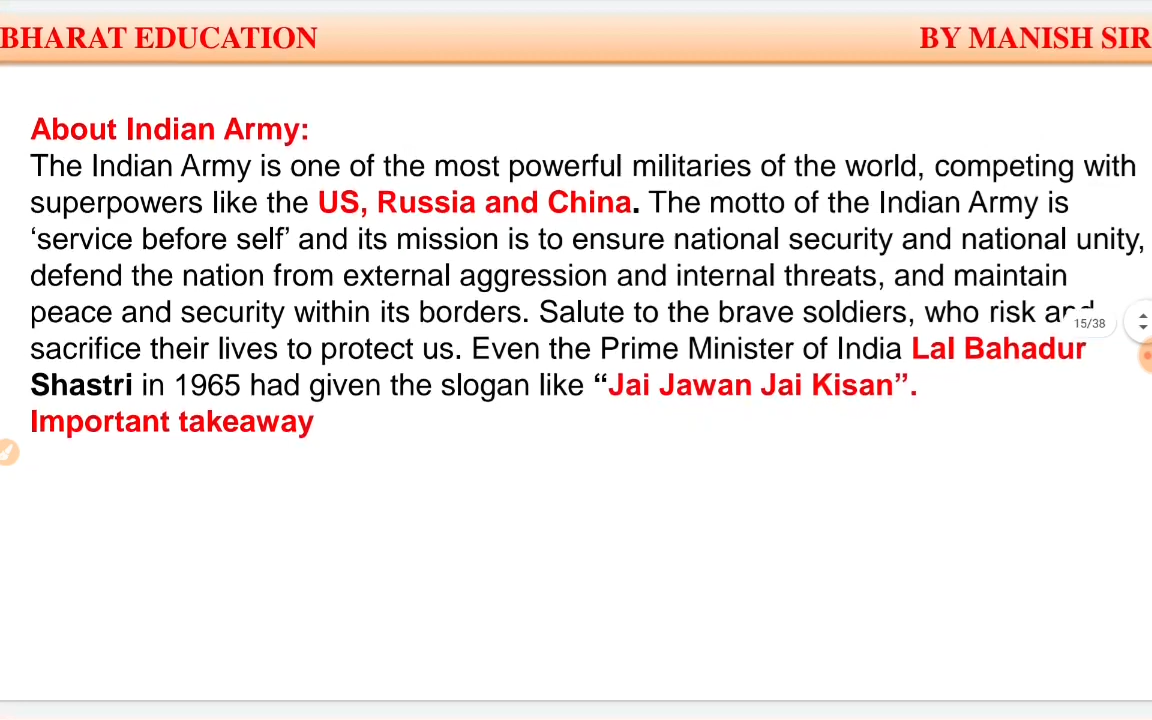 BHARAT EDUCATION BY MANISH SIR
About Indian Army:
The Indian Army is one of the most powerful militaries of the world, competing with
superpowers like the US, Russia and China. The motto of the Indian Army is
‘service before self’ and its mission is to ensure national security and national unity,
defend the nation from external aggression and internal threats, and maintain
peace and security within its borders. Salute to the brave soldiers, who risk and
15/38
sacrifice their lives to protect us. Even the Prime Minister of India Lal Bahadur
Shastri in 1965 had given the slogan like “Jai Jawan Jai Kisan”.
Important takeaway